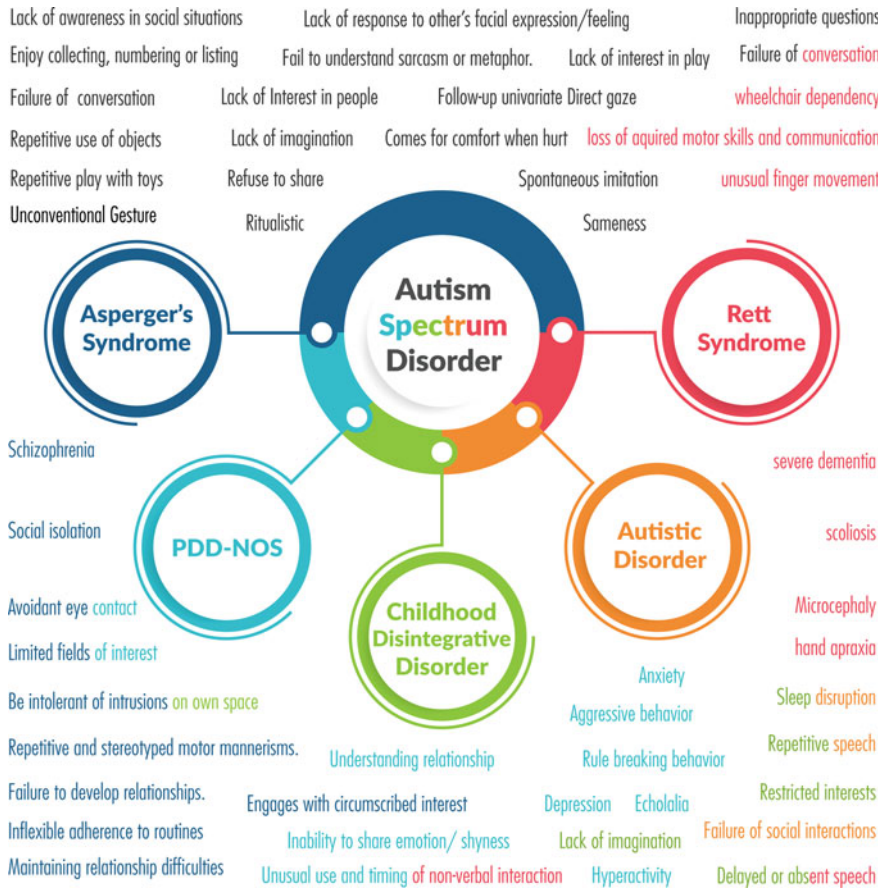 Lack of awareness in social situations
Lack of response to other's facial expression/feeling
Inappropriate questions
Enjoy collecting, numbering or listing
Fail to understand sarcasm or metaphor.
Lack of interest in play
Failure of conversation
Failure of conversation
Lack of Interest in people
Follow-up univariate Direct gaze
wheelchair dependency
Repetitive use of objects
Lack of imagination
Comes for comfort when hurt
loss of aquired motor skills and communication
Repetitive play with toys
Refuse to share
Spontaneous imitation
unusual finger movement
Unconventional Gesture
Ritualistic
Sameness
Autism
Spectrum
Disorder
Asperger's
Syndrome
Rett
Syndrome
PDD-NOS
Childhood
Disintegrative
Disorder
Autistic
Disorder
Schizophrenia
Social isolation
Avoidant eye contact
Limited fields of interest
Be intolerant of intrusions on own space
Repetitive and stereotyped motor mannerisms.
Failure to develop relationships.
Inflexible adherence to routines
Maintaining relationship difficulties
Understanding relationship
Engages with circumscribed interest
Inability to share emotion/ shyness
Unusual use and timing of non-verbal interaction
Anxiety
Aggressive behavior
Rule breaking behavior
Depression
Echolalia
Lack of imagination
Hyperactivity
severe dementia
scoliosis
Microcephaly
hand apraxia
Sleep disruption
Repetitive speech
Restricted interests
Failure of social interactions
Delayed or absent speech